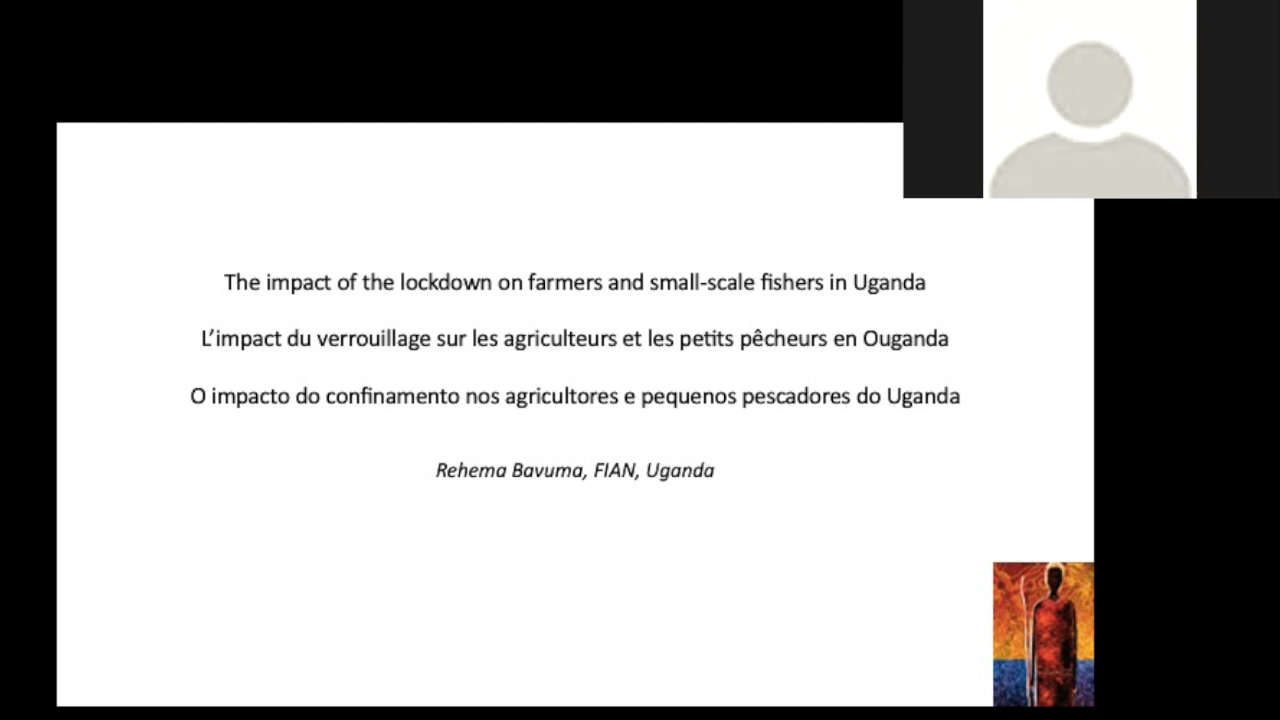 The impact of the lockdown on farmers and small-scale fishers in Uganda
L’impact du verrouillage sur les agriculteurs et les petits pêcheurs en Ouganda
O impacto do confinamento nos agricultores e pequenos pescadores do Uganda
Rehema Bavuma, FIAN, Uganda